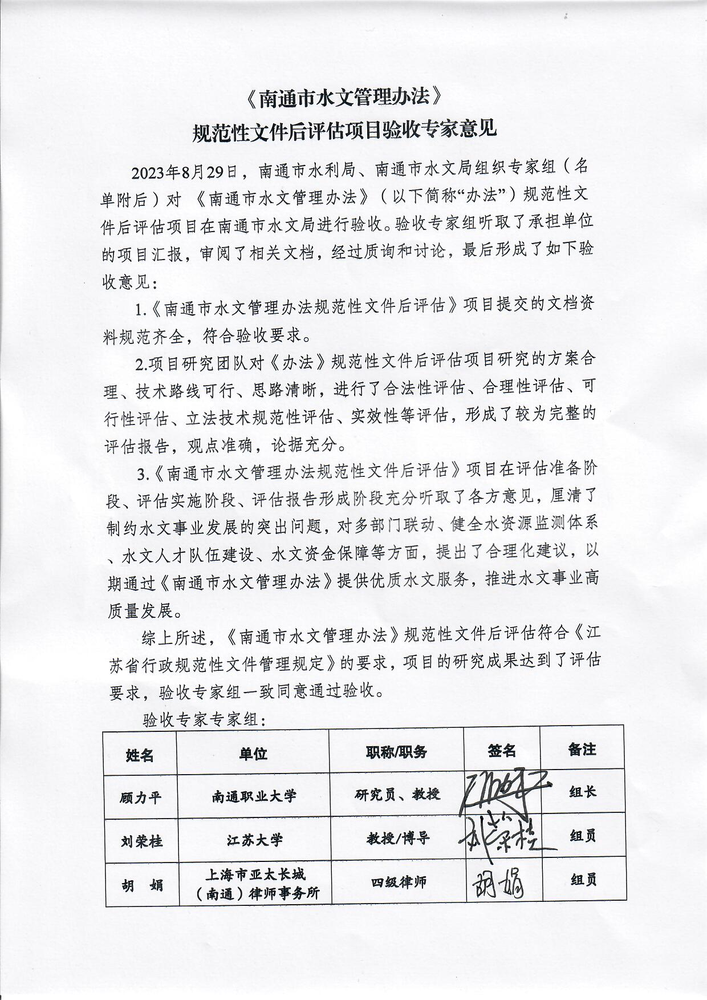 《南通市水文管理办法》
规范性文件后评估项目验收专家意见
2023年8月29日，南通市水利局、南通市水文局组织专家组（名
单附后）对 《南通市水文管理办法》（以下简称“办法”）规范性文
件后评估项目在南通市水文局进行验收。验收专家组听取了承担单位
的项目汇报，审阅了相关文档，经过质询和讨论，最后形成了如下验
收意见：
1.《南通市水文管理办法规范性文件后评估》项目提交的文档资
料规范齐全，符合验收要求。
2.项目研究团队对《办法》规范性文件后评估项目研究的方案合
理、技术路线可行、思路清晰，进行了合法性评估、合理性评估、可
行性评估、立法技术规范性评估、实效性等评估，形成了较为完整的
评估报告，观点准确，论据充分。
3.《南通市水文管理办法规范性文件后评估》项目在评估准备阶
段、评估实施阶段、评估报告形成阶段充分听取了各方意见，厘清了
制约水文事业发展的突出问题，对多部门联动、健全水资源监测体系
、水文人才队伍建设、水文资金保障等方面，提出了合理化建议，以
期通过《南通市水文管理办法》提供优质水文服务，推进水文事业高
质量发展。
综上所述，《南通市水文管理办法》规范性文件后评估符合《江
苏省行政规范性文件管理规定》的要求，项目的研究成果达到了评估
要求，验收专家组一致同意通过验收。
验收专家专家组：
姓名 单位 职称/职务 签名 备注
顾力平 南通职业大学 研究员、教授 顾力平 组长
刘荣桂 江苏大学 教授/博导 刘荣桂 组员
胡 娟 上海市亚太长城 四级律师 胡娟 组员
（南通）律师事务所